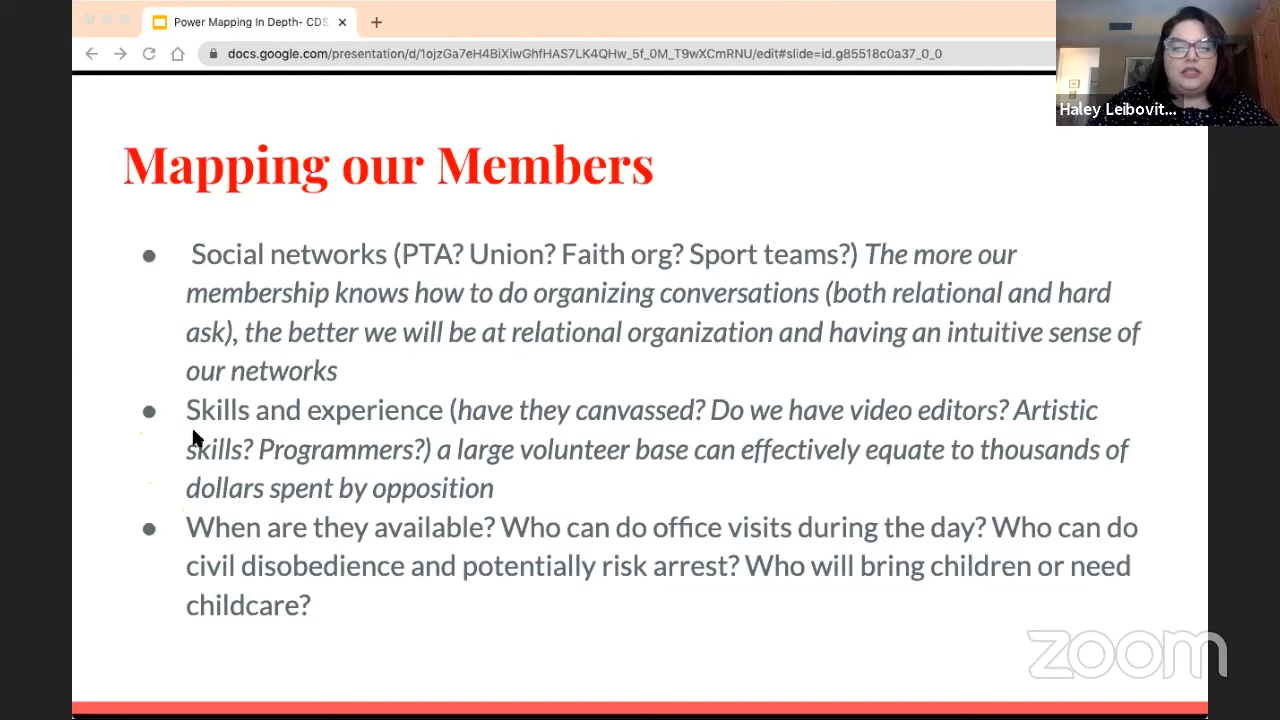 Power Mapping In Depth- CDS
docs.google.com/presentation/d/1ojzGa7eH4BiXiwGhfHAS7LK4QHw_5f_0M_T9wXCmRNU/edit#slide=id.g85518c0a37_0_0
Haley Leibovit...
Mapping our Members
● Social networks (PTA? Union? Faith org? Sport teams?) The more our
membership knows how to do organizing conversations (both relational and hard
ask), the better we will be at relational organization and having an intuitive sense of
our networks
● Skills and experience (have they canvassed? Do we have video editors? Artistic
skills? Programmers?) a large volunteer base can effectively equate to thousands of
dollars spent by opposition
● When are they available? Who can do office visits during the day? Who can do
civil disobedience and potentially risk arrest? Who will bring children or need
childcare?
zoom